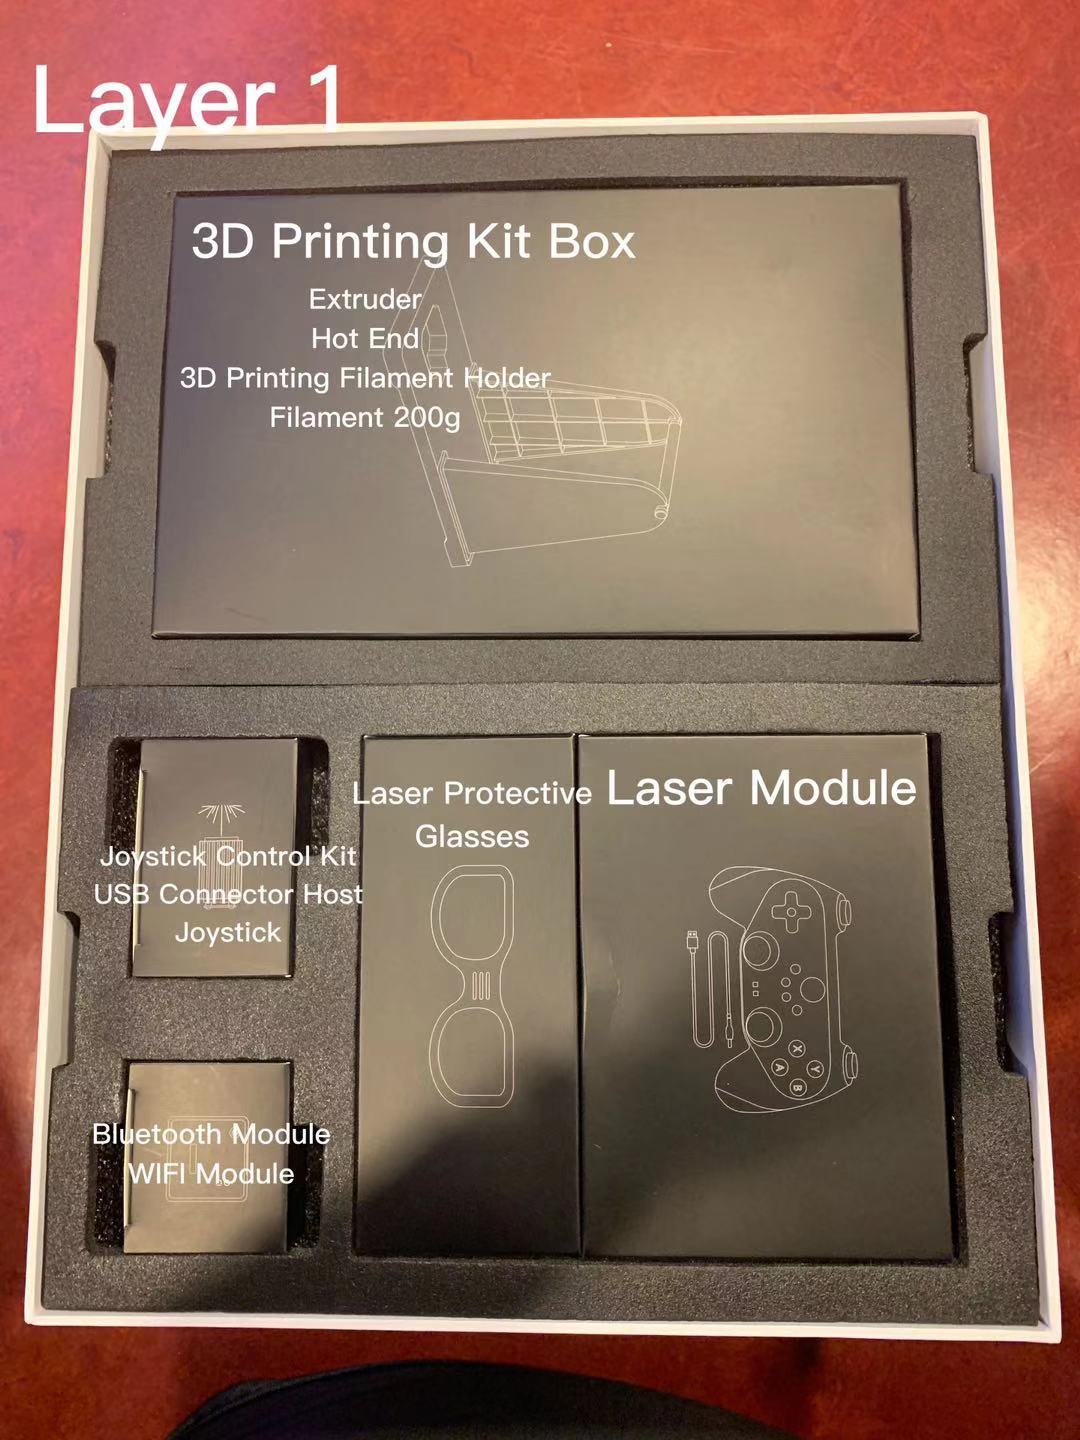 Layer 1
3D Printing Kit Box
Extruder
Hot End
3D Printing Filament Holder
Filament 200g
Laser Protective
Glasses
Laser Module
Joystick Control Kit
USB Connector Host
Joystick
X
A
Y
B
Bluetooth Module
WIFI Module